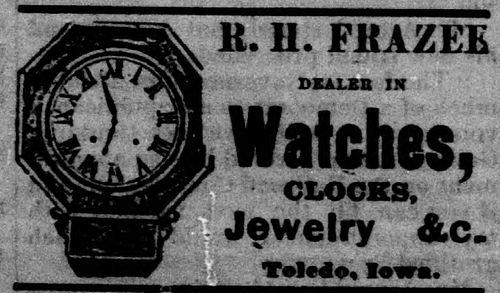 R. H. FRAZEE
DEALER IN
Watches,
CLOCKS,
Jewelry &c.
Toledo, Iowa.